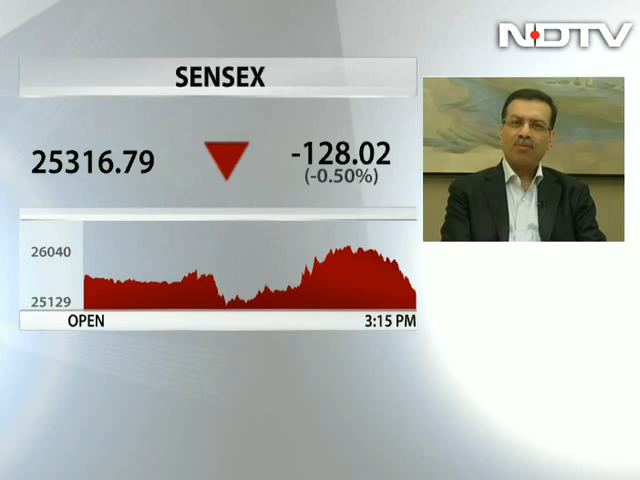 NDTV
SENSEX
25316.79
-128.02
(-0.50%)
26040
25129
OPEN
3:15 PM